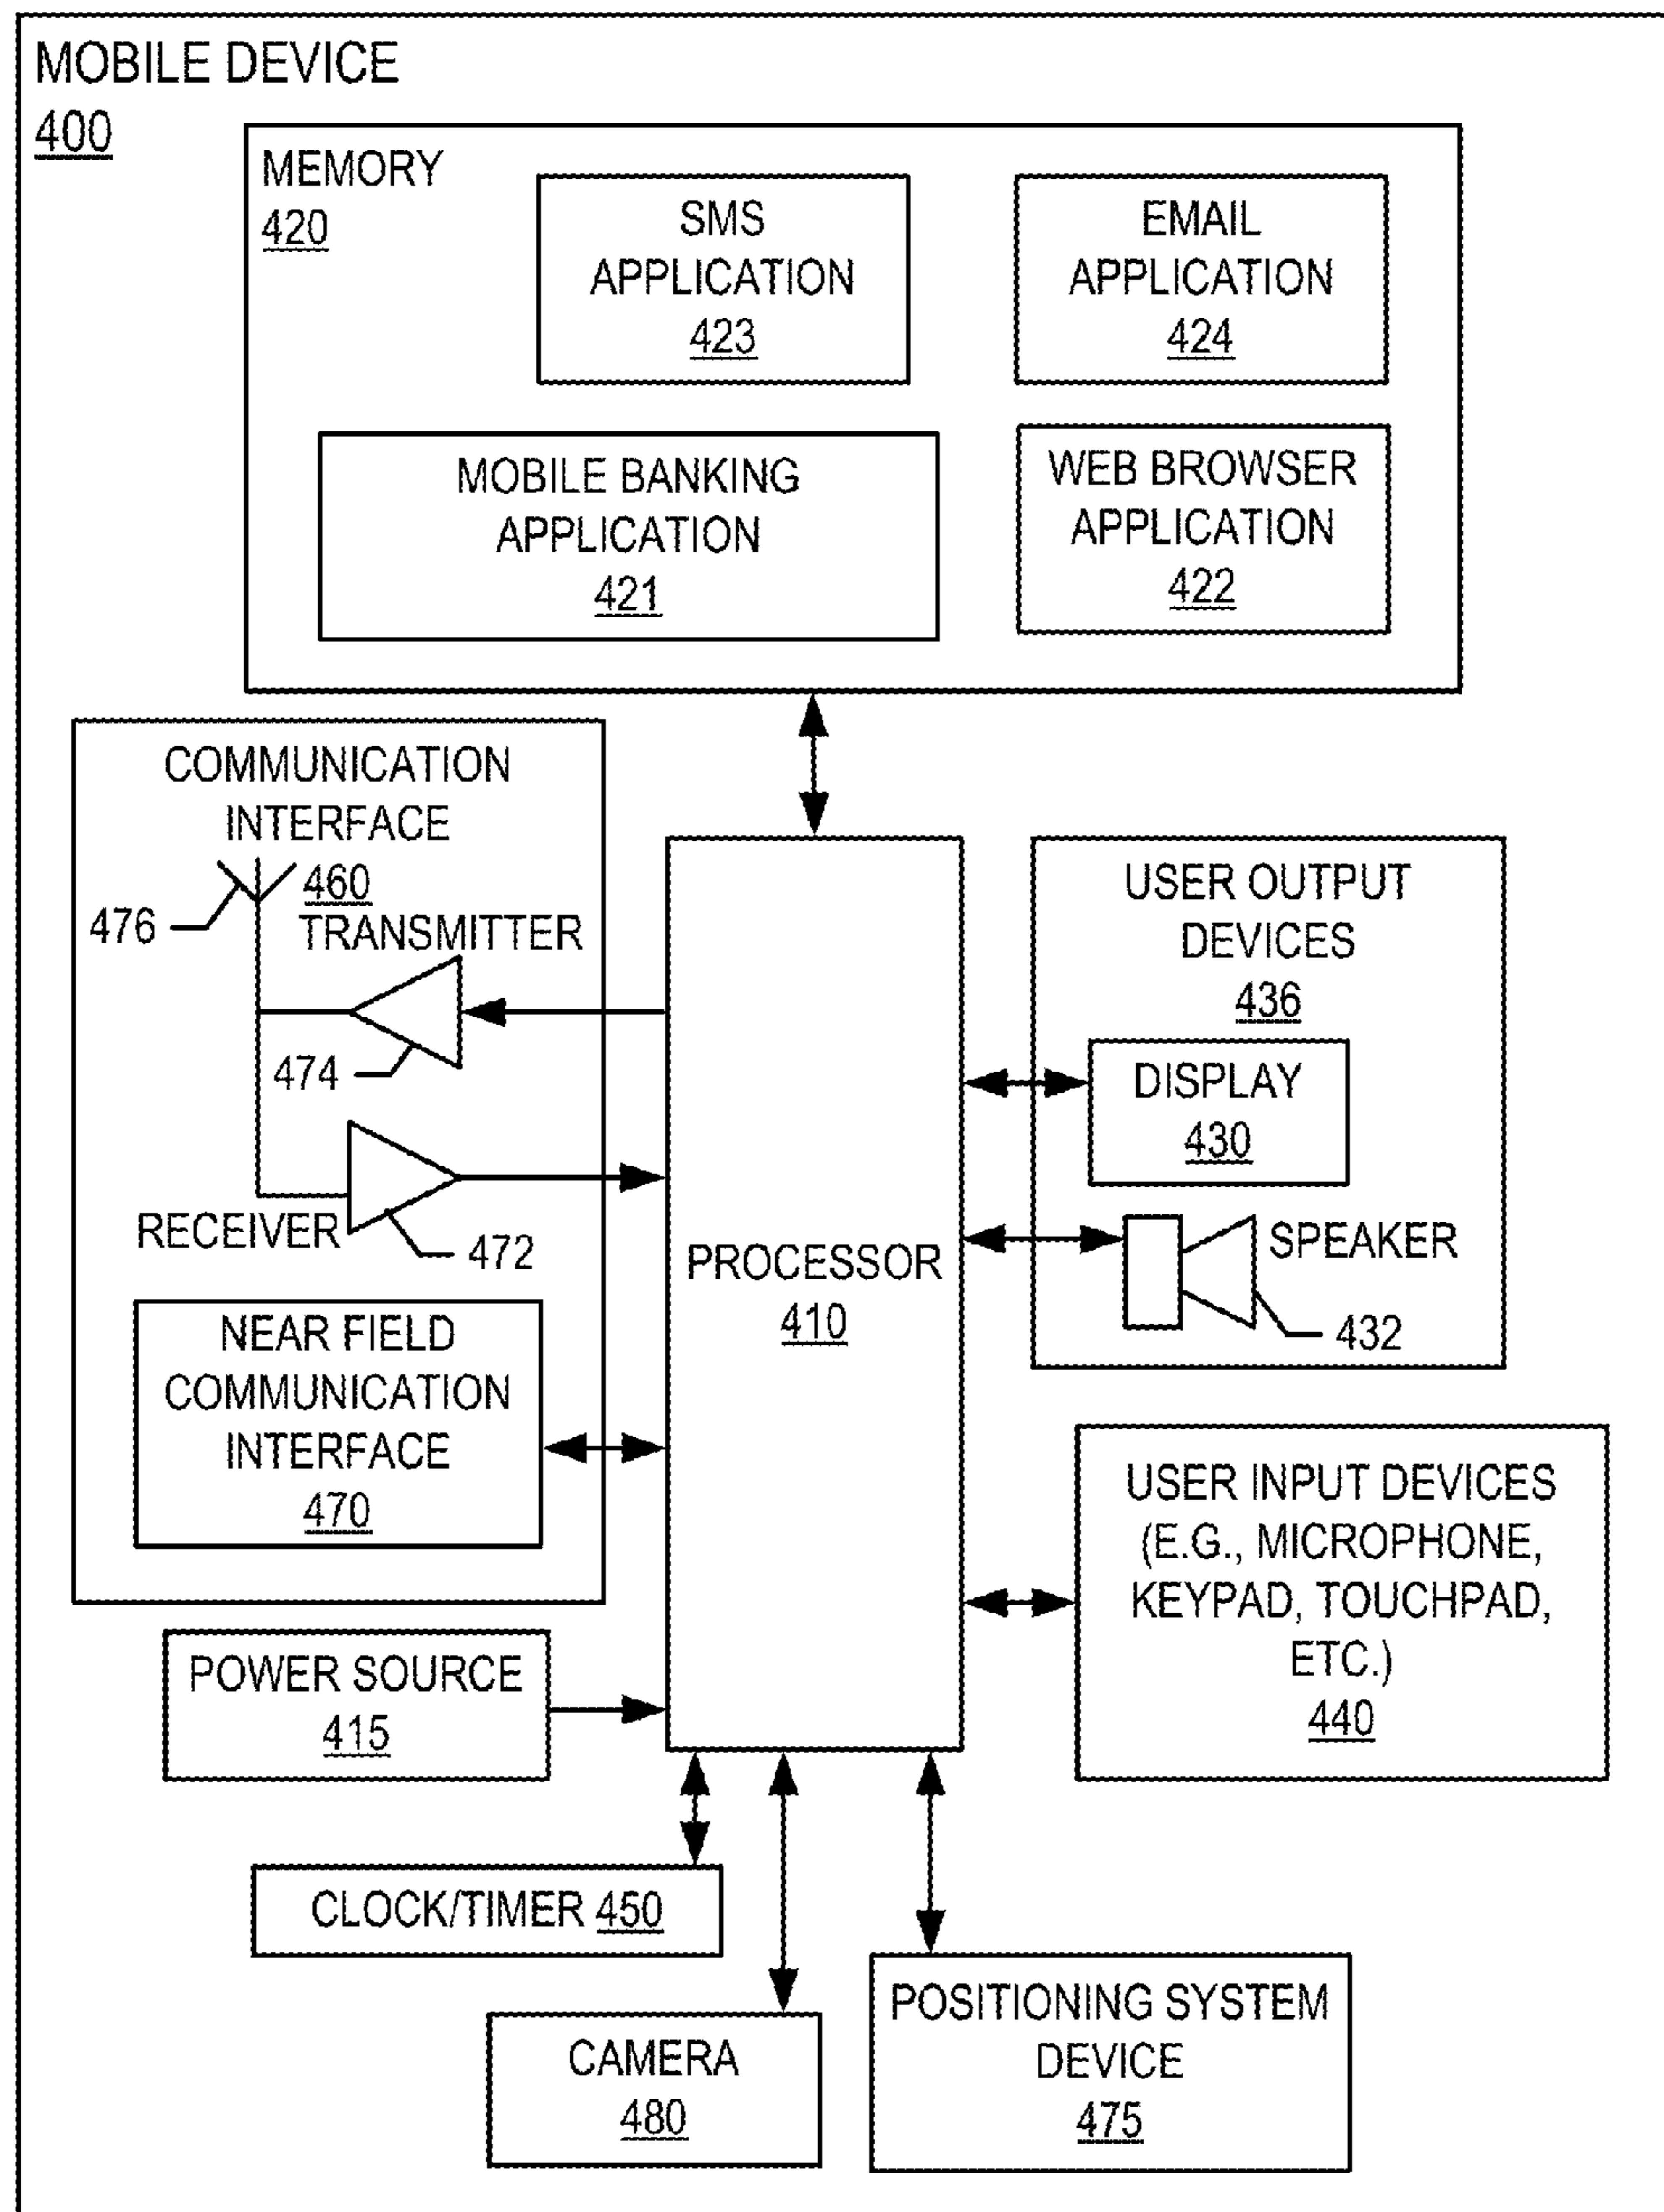 MOBILE DEVICE
400
MEMORY
420
SMS
APPLICATION
423
EMAIL
APPLICATION
424
MOBILE BANKING
APPLICATION
421
WEB BROWSER
APPLICATION
422
COMMUNICATION
INTERFACE
460
476
TRANSMITTER
474
RECEIVER
472
NEAR FIELD
COMMUNICATION
INTERFACE
470
PROCESSOR
410
USER OUTPUT
DEVICES
436
DISPLAY
430
SPEAKER
432
USER INPUT DEVICES
(E.G., MICROPHONE,
KEYPAD, TOUCHPAD,
ETC.)
440
POWER SOURCE
415
CLOCK/TIMER 450
CAMERA
480
POSITIONING SYSTEM
DEVICE
475